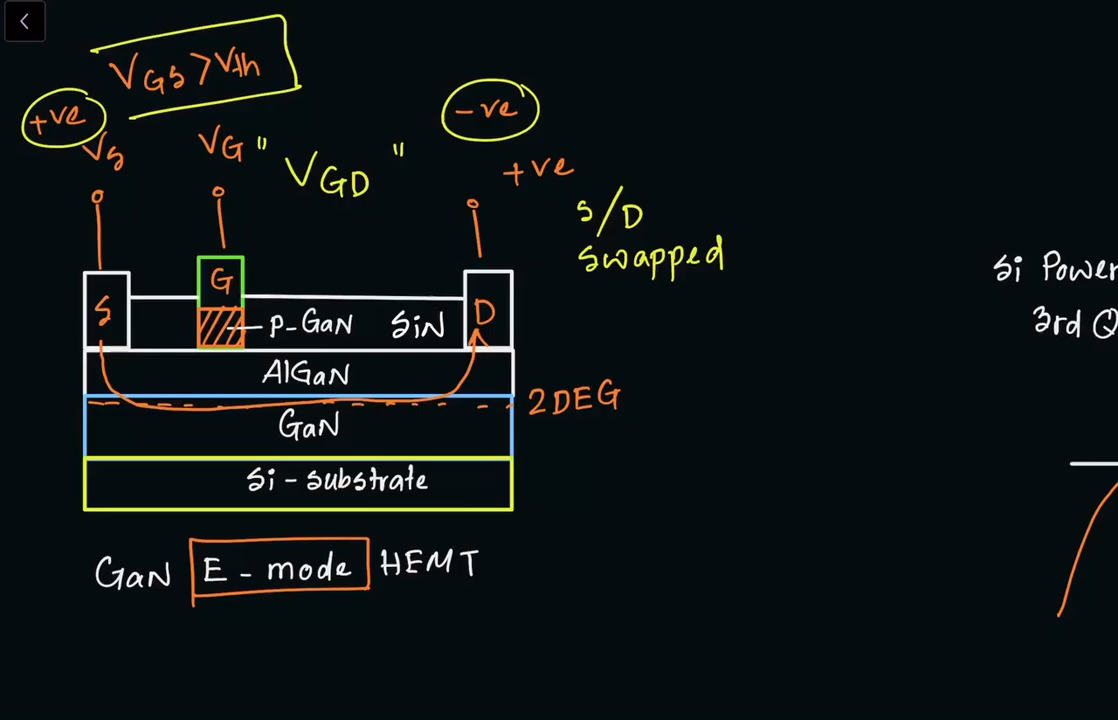 VGS > Vth
+ve
- ve
Vs
VG
" VGD "
+ve
S/D
swapped
S
G
D
P-GaN
SiN
AlGaN
2DEG
GaN
Si - substrate
GaN E - mode HEMT
Si Power
3rd Q